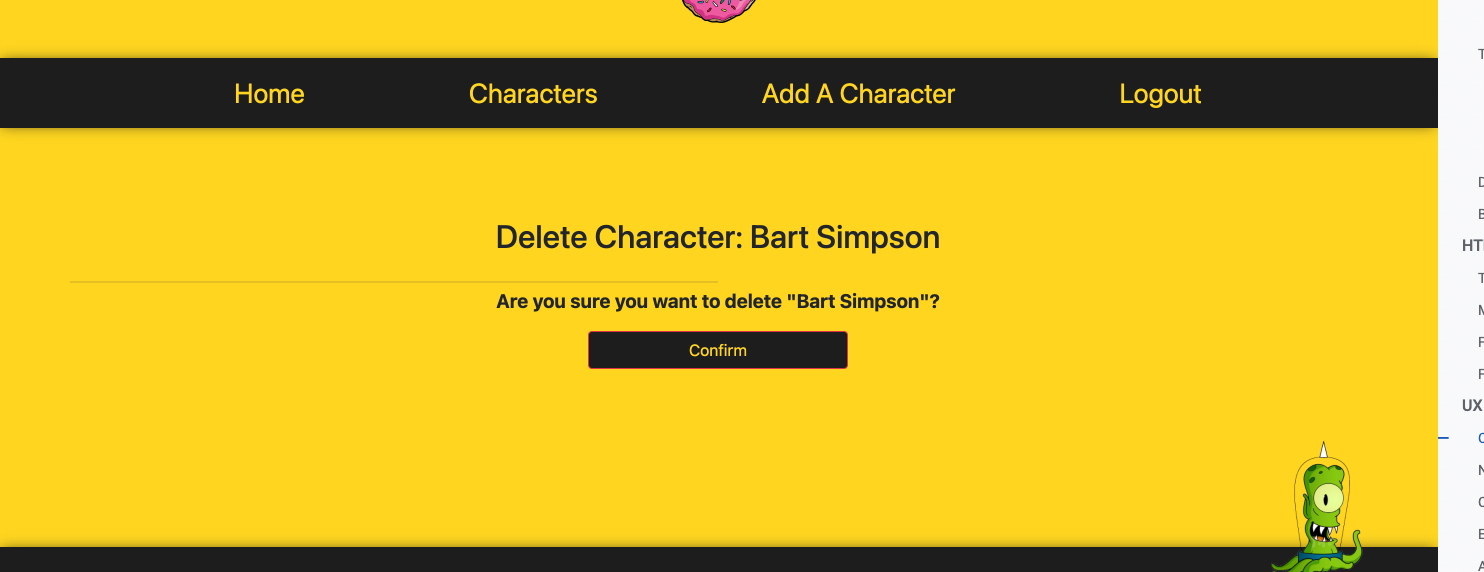 Home Characters Add A Character Logout
Delete Character: Bart Simpson
Are you sure you want to delete "Bart Simpson"?
Confirm
UX